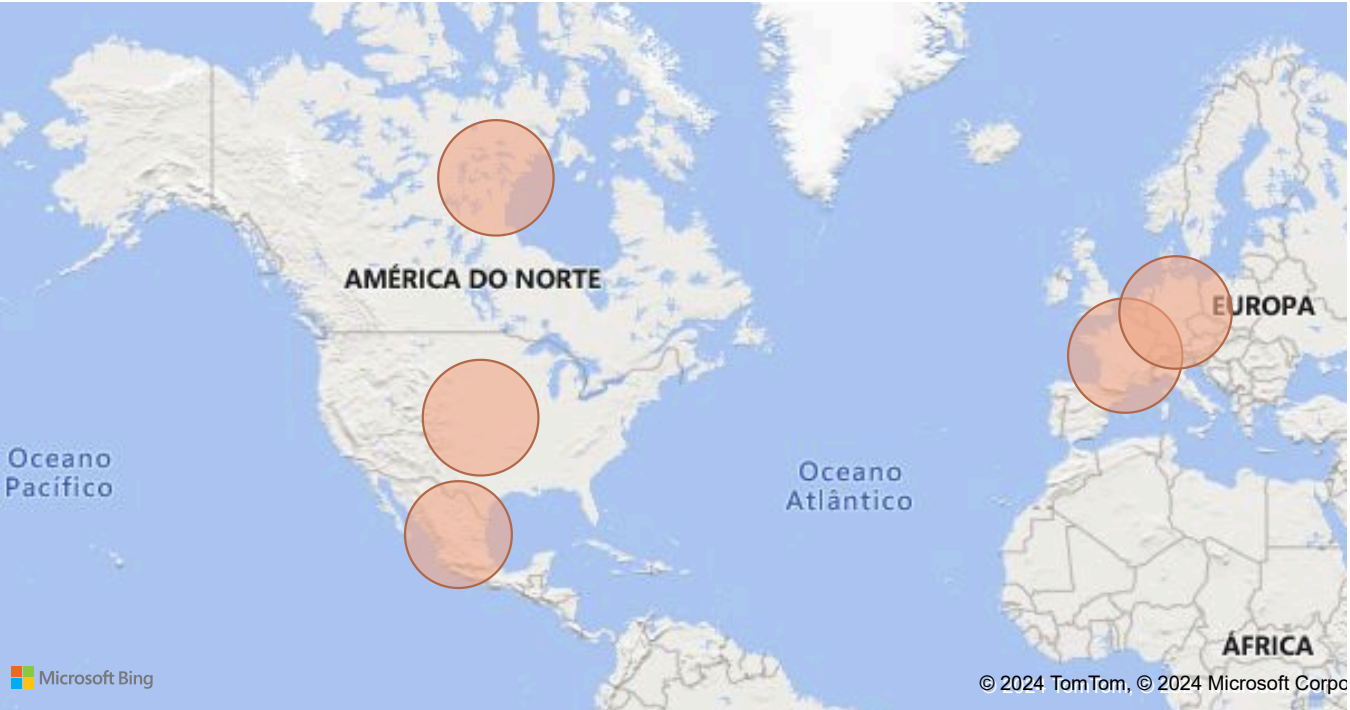 AMÉRICA DO NORTE
EUROPA
Oceano
Pacífico
Oceano
Atlântico
ÁFRICA
Microsoft Bing
© 2024 TomTom, © 2024 Microsoft Corpo